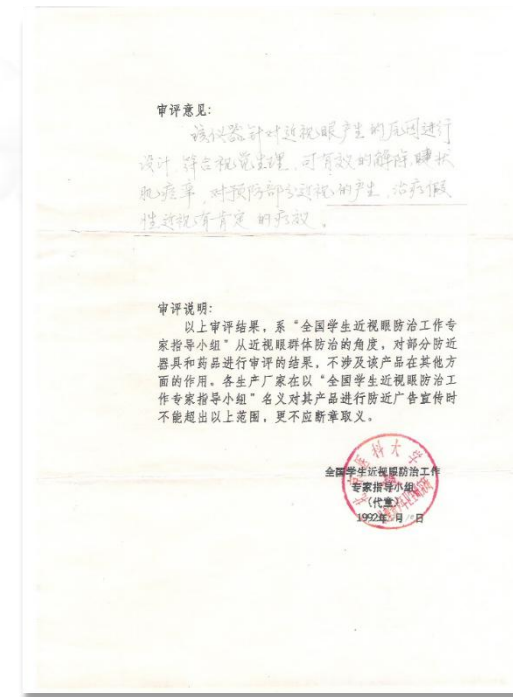 审评意见:
该仪器针对近视眼产生的原因进行
设计 符合视觉生理,可有效的解除睫状
肌痉挛,对预防部分近视的产生、治疗假
性近视有肯定的疗效。
审评说明:
以上审评结果,系“全国学生近视眼防治工作专
家指导小组”从近视眼群体防治的角度,对部分防近
器具和药品进行审评的结果,不涉及该产品在其他方
面的作用。各生产厂家在以“全国学生近视眼防治工
作专家指导小组”名义对其产品进行防近广告宣传时
不能超出以上范围,更不应断章取义。
全国学生近视眼防治工作
专家指导小组
(代章)
1992年 月 日
医科大学